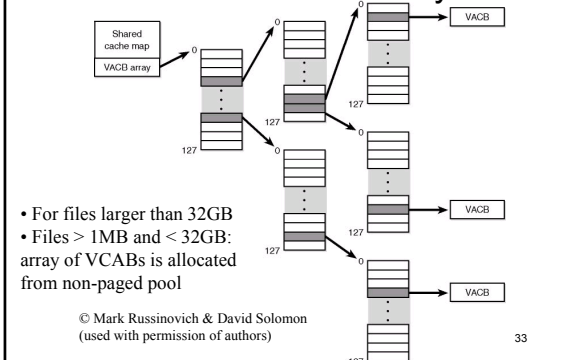 0
VACB
0
Shared
cache map
0
VACB array
127
127
0
127
0
VACB
• For files larger than 32GB
127
• Files > 1MB and < 32GB:
127
array of VCABs is allocated
0
from non-paged pool
VACB
© Mark Russinovich & David Solomon
(used with permission of authors)
33
127